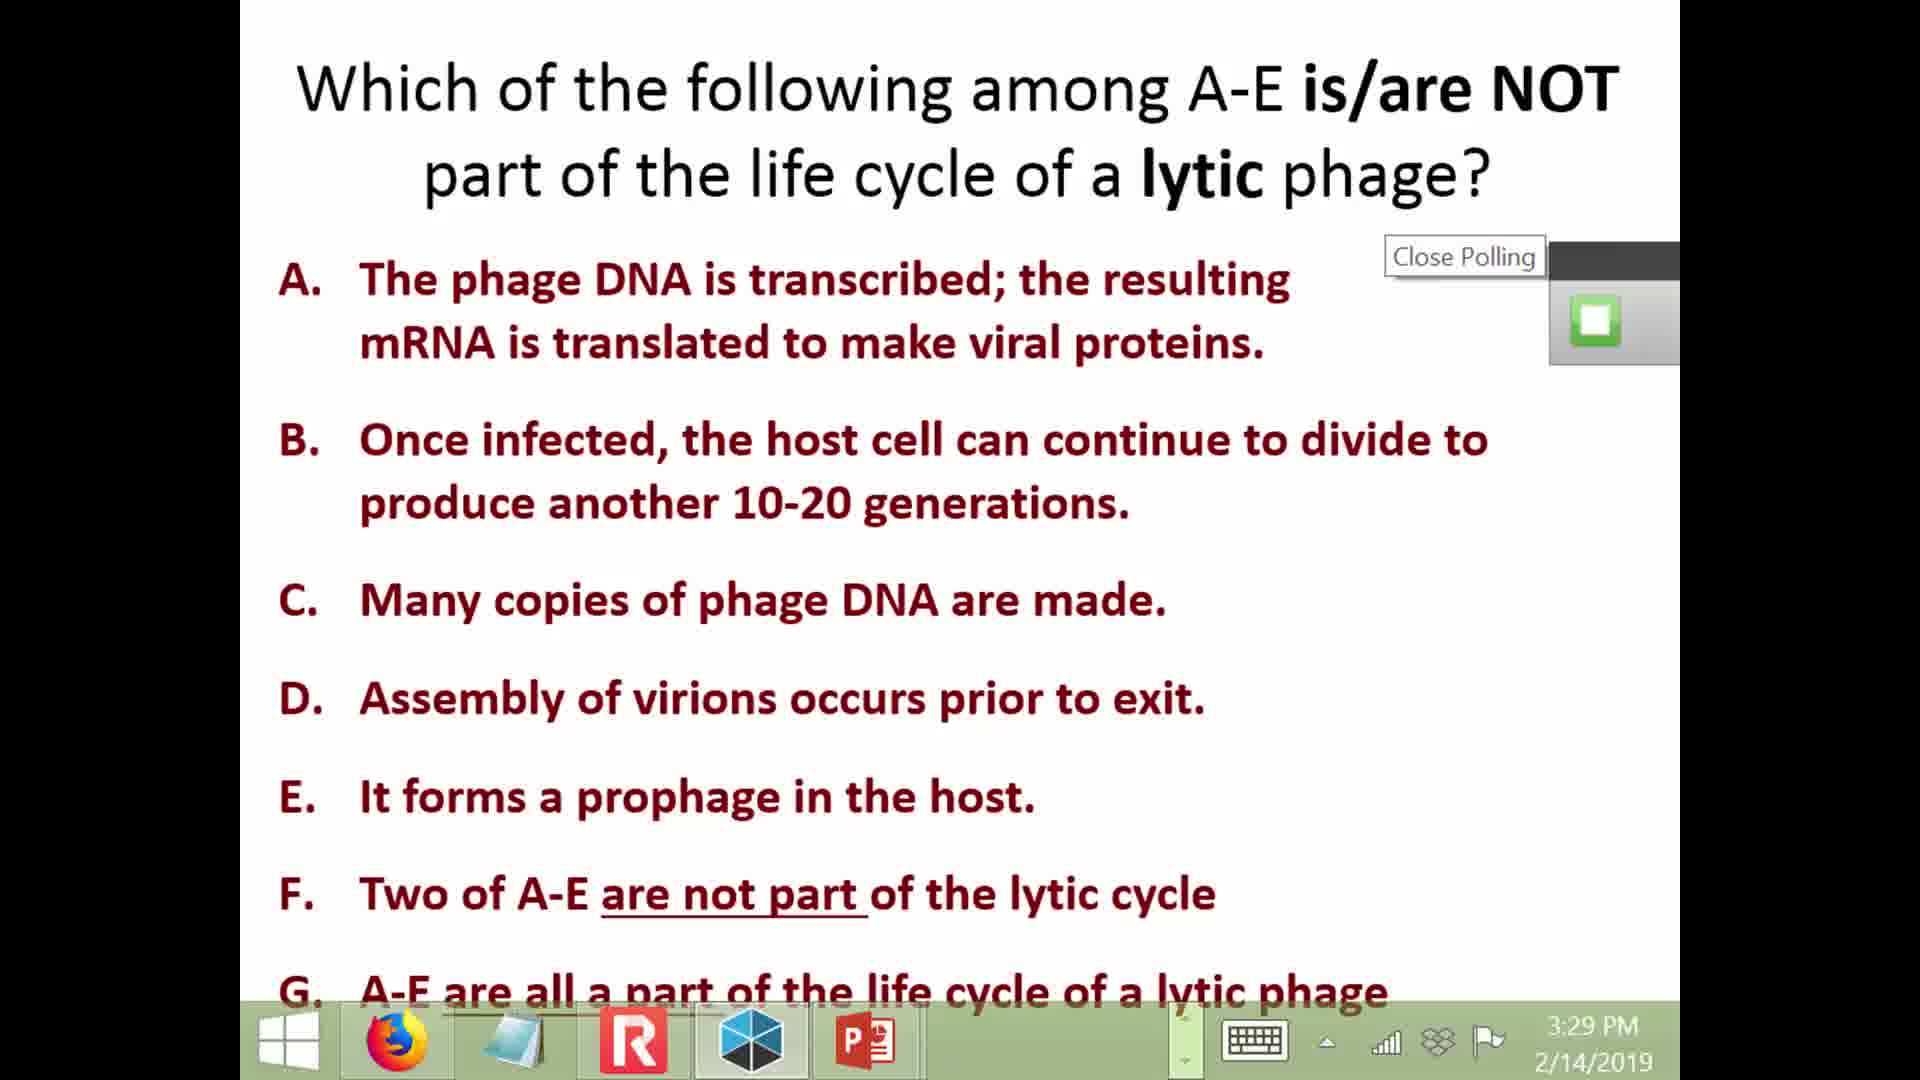 Which of the following among A-E is/are NOT
part of the life cycle of a lytic phage?
Close Polling
A. The phage DNA is transcribed; the resulting
mRNA is translated to make viral proteins.
B. Once infected, the host cell can continue to divide to
produce another 10-20 generations.
C. Many copies of phage DNA are made.
D. Assembly of virions occurs prior to exit.
E. It forms a prophage in the host.
F. Two of A-E are not part of the lytic cycle
G. A-E are all a part of the life cycle of a lytic phage
R
P
3:29 PM
2/14/2019